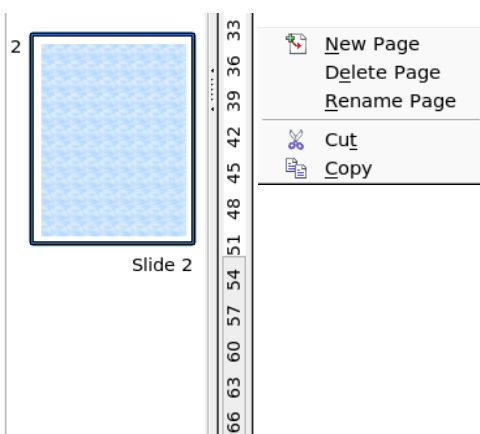 2
Slide 2
33
36
39
42
45
48
51
54
57
60
63
66
New Page
Delete Page
Rename Page
Cut
Copy